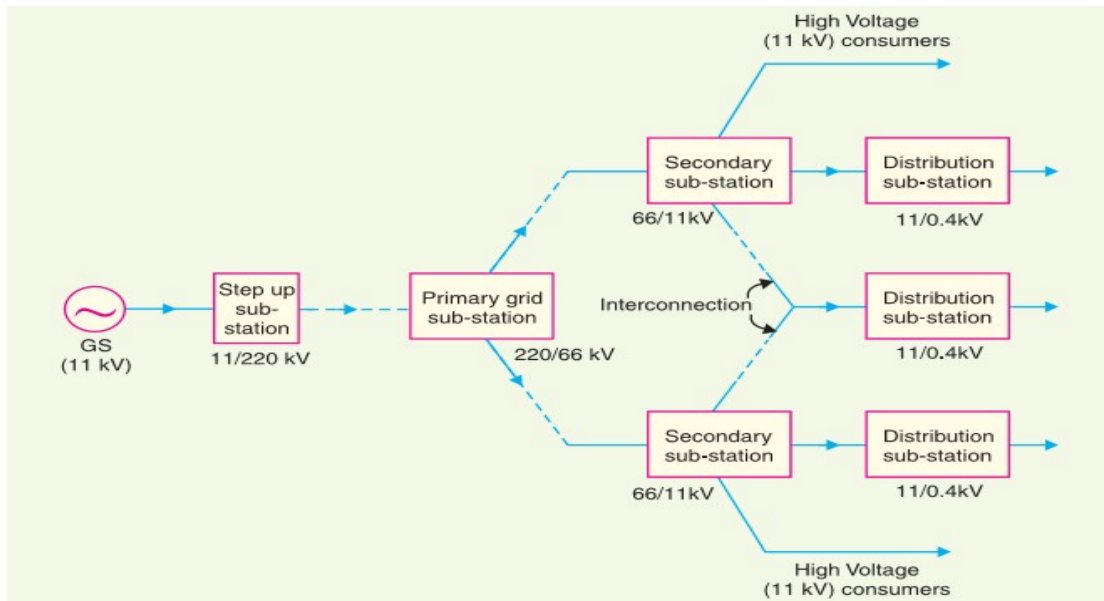 High Voltage
(11 kV) consumers
Secondary
sub-station
66/11kV
Distribution
sub-station
11/0.4kV
GS
(11 kV)
Step up
sub-
station
11/220 kV
Primary grid
sub-station
220/66 kV
Interconnection
Distribution
sub-station
11/0.4kV
Secondary
sub-station
66/11kV
Distribution
sub-station
11/0.4kV
High Voltage
(11 kV) consumers